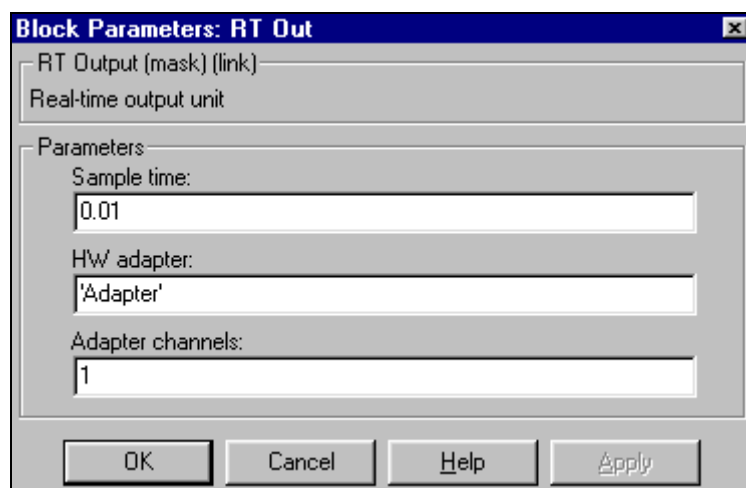 Block Parameters: RT Out
RT Output (mask) (link)
Real-time output unit
Parameters
Sample time:
0.01
HW adapter:
'Adapter'
Adapter channels:
1
OK Cancel Help Apply